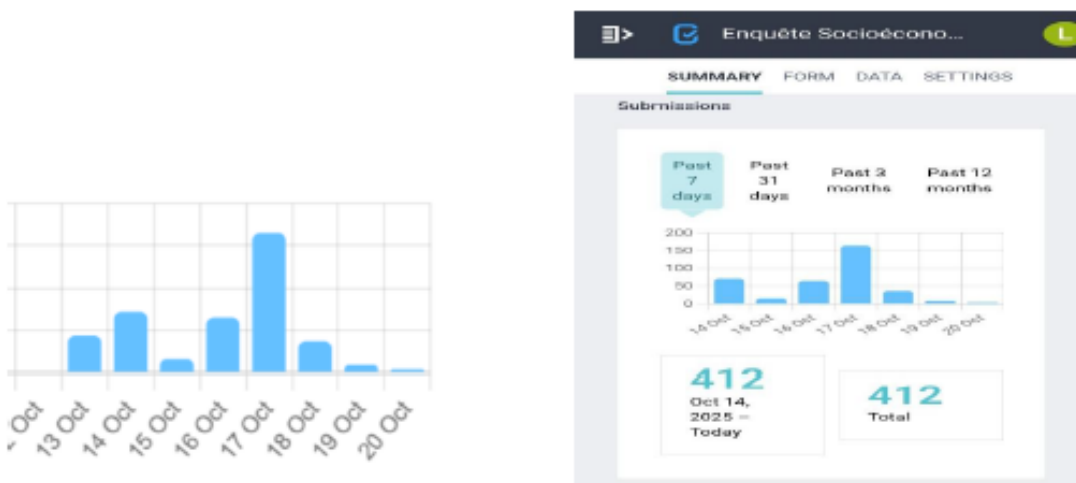 13 Oct
14 Oct
15 Oct
16 Oct
17 Oct
18 Oct
19 Oct
20 Oct
Enquête Socioécono...
L
SUMMARY FORM DATA SETTINGS
Submissions
Past 7 days
Past 31 days
Past 3 months
Past 12 months
200
150
100
50
0
14 Oct
15 Oct
16 Oct
17 Oct
18 Oct
19 Oct
20 Oct
412
Oct 14,
2025 –
Today
412
Total